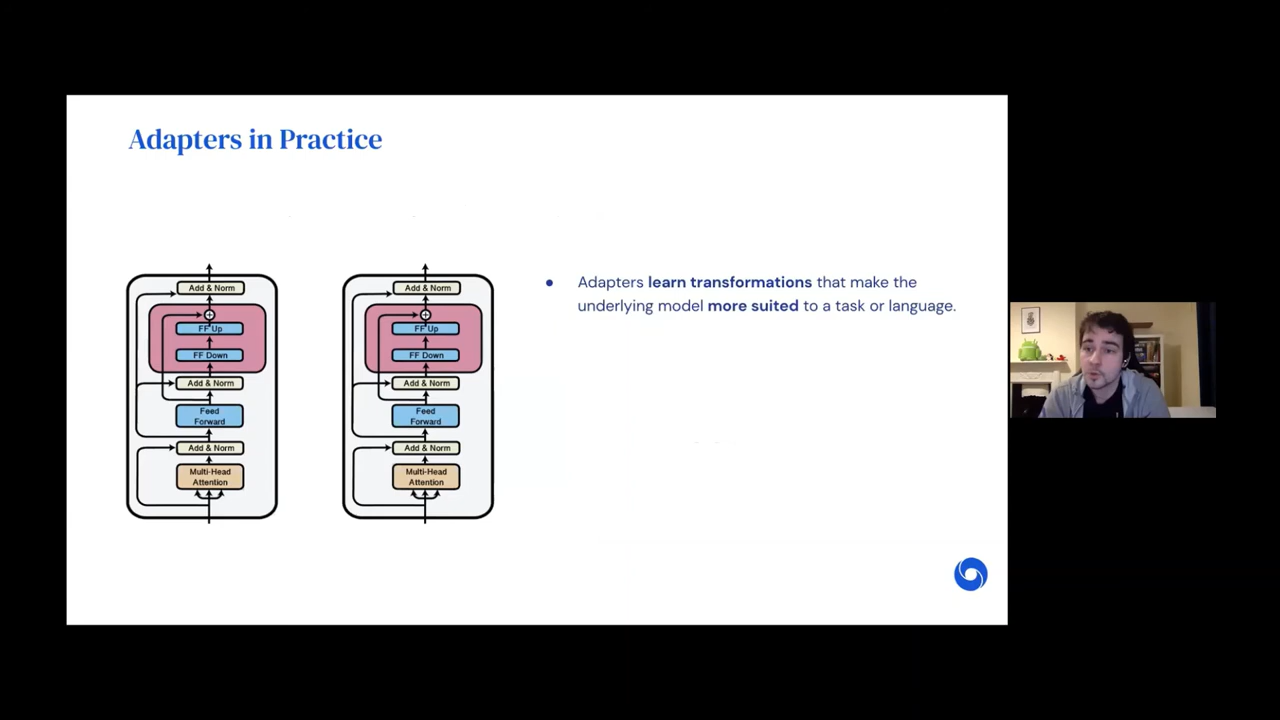 Adapters in Practice
Add & Norm
FF Up
FF Down
Add & Norm
Feed
Forward
Add & Norm
Multi-Head
Attention
Add & Norm
FF Up
FF Down
Add & Norm
Feed
Forward
Add & Norm
Multi-Head
Attention
● Adapters learn transformations that make the
underlying model more suited to a task or language.